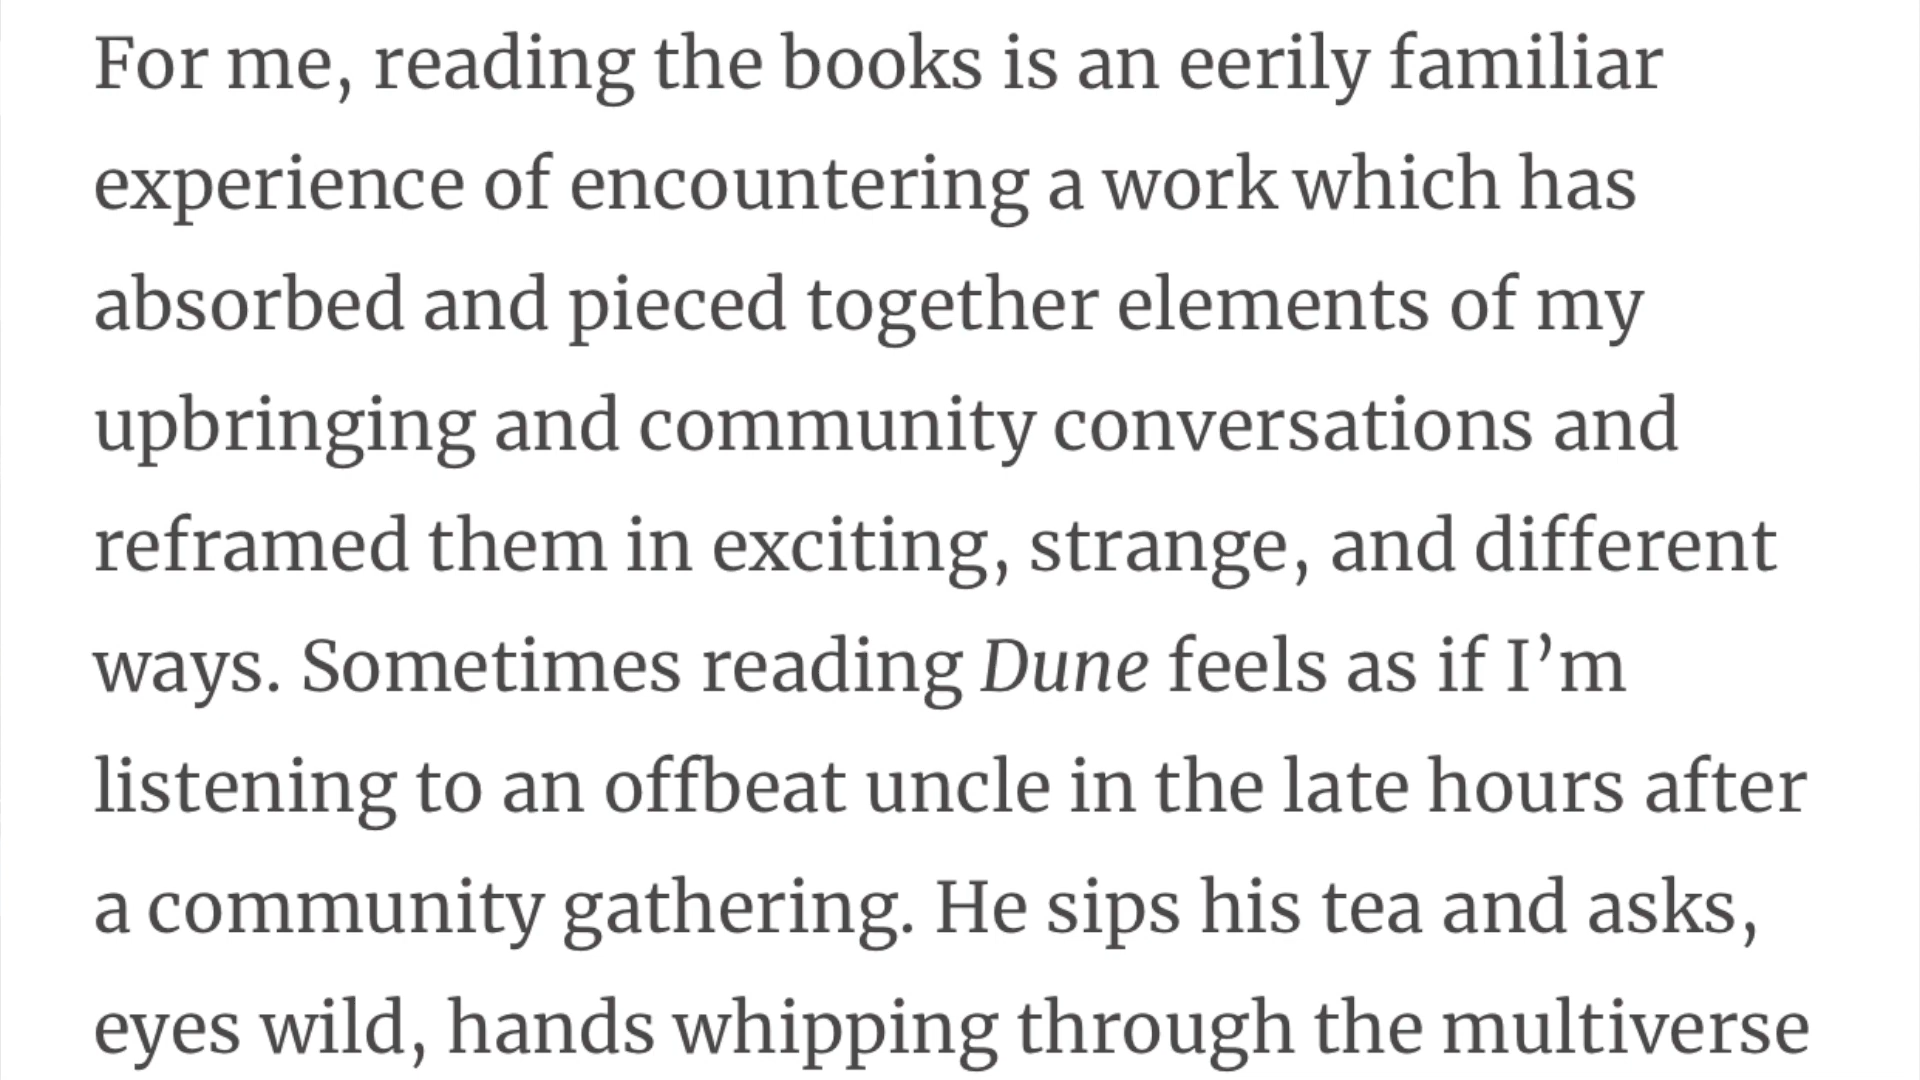 For me, reading the books is an eerily familiar
experience of encountering a work which has
absorbed and pieced together elements of my
upbringing and community conversations and
reframed them in exciting, strange, and different
ways. Sometimes reading Dune feels as if I’m
listening to an offbeat uncle in the late hours after
a community gathering. He sips his tea and asks,
eyes wild, hands whipping through the multiverse